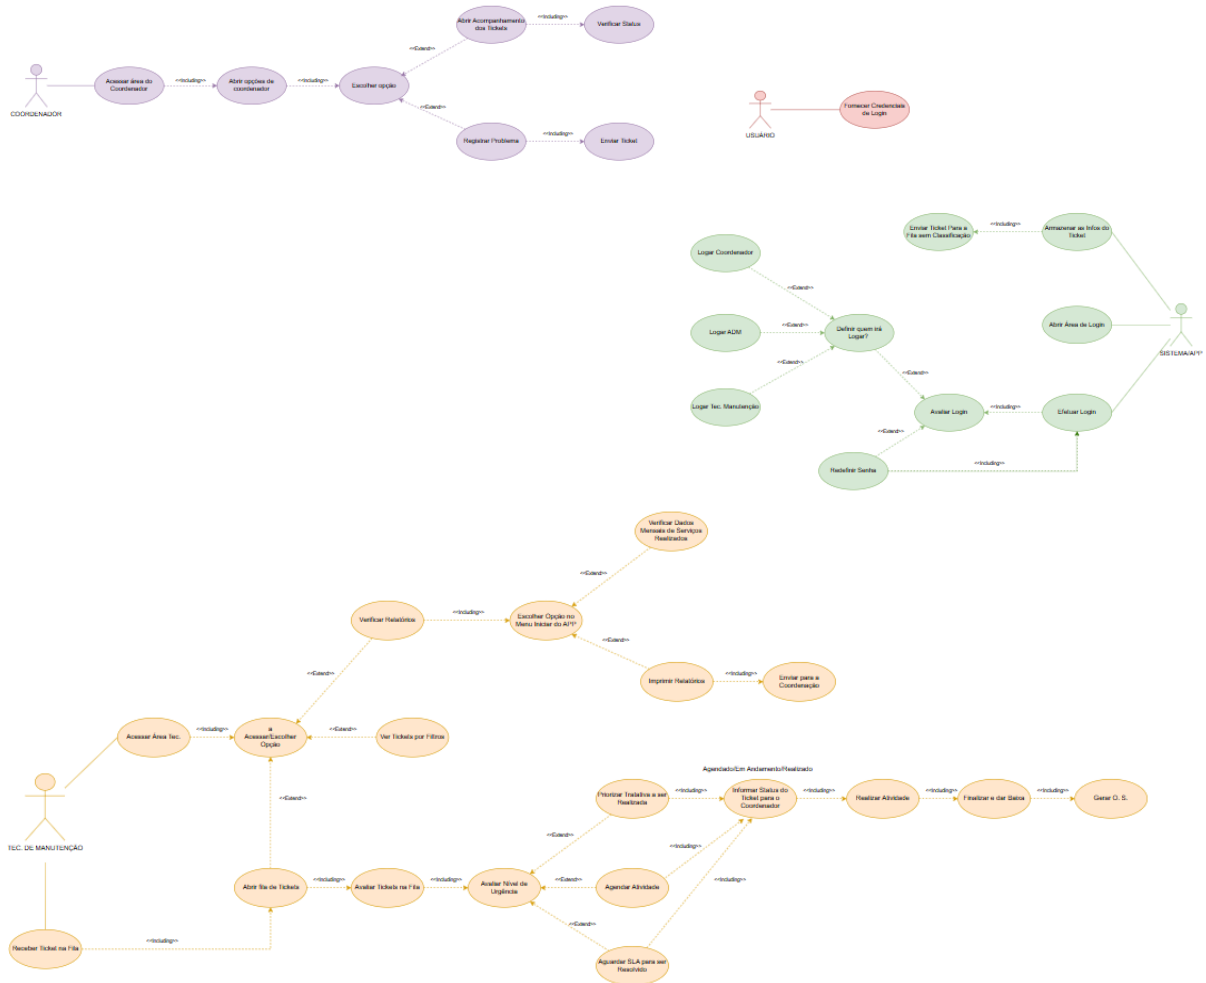 Abrir Acompanhamento
dos Tickets
<<Including>>
Verificar Status
<<Extend>>
COORDENADOR
Acessar área do
Coordenador
<<Including>>
Abrir opções de
coordenador
<<Including>>
Escolher opção
<<Extend>>
Registrar Problema
<<Including>>
Enviar Ticket
USUÁRIO
Fornecer Credenciais
de Login
Enviar Ticket Para a
Fila sem Classificação
<<Including>>
Armazenar as Infos do
Ticket
Logar Coordenador
<<Extend>>
Logar ADM
<<Extend>>
Definir quem irá
Logar?
Abrir Área de Login
SISTEMA/APP
<<Extend>>
<<Extend>>
Logar Tec. Manutenção
Avaliar Login
<<Including>>
Efetuar Login
<<Extend>>
Redefinir Senha
<<Including>>
Verificar Dados
Mensais de Serviços
Realizados
<<Extend>>
Verificar Relatórios
<<Including>>
Escolher Opção no
Menu Iniciar do APP
<<Extend>>
<<Extend>>
Imprimir Relatórios
<<Including>>
Enviar para a
Coordenação
Acessar Área Tec.
<<Including>>
a
Acessar/Escolher
Opção
<<Extend>>
Ver Tickets por Filtros
<<Extend>>
TEC. DE MANUTENÇÃO
Agendado/Em Andamento/Realizado
Priorizar Tratativa a ser
Realizada
<<Including>>
Informar Status do
Ticket para o
Coordenador
<<Including>>
Realizar Atividade
<<Including>>
Finalizar e dar Baixa
<<Including>>
Gerar O. S.
<<Extend>>
<<Including>>
Abrir fila de Tickets
<<Including>>
Avaliar Tickets na Fila
<<Including>>
Avaliar Nível de
Urgência
<<Extend>>
Agendar Atividade
<<Including>>
<<Extend>>
Receber Ticket na Fila
<<Including>>
Aguardar SLA para ser
Resolvido